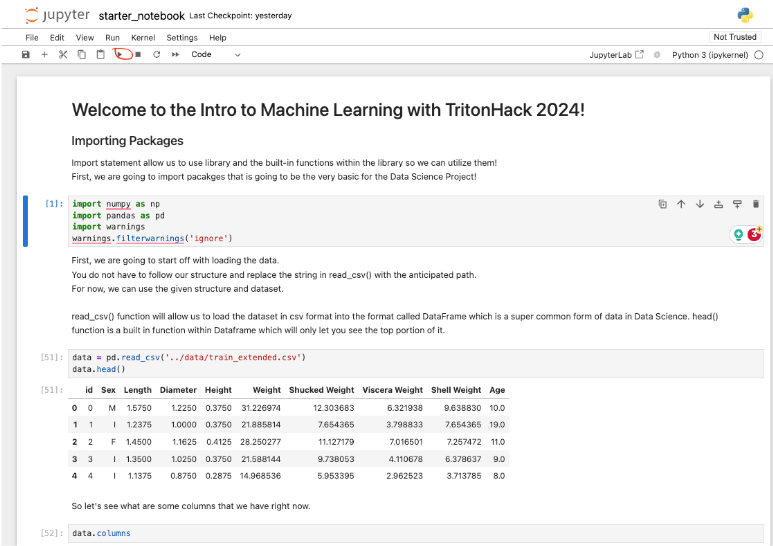 jupyter starter_notebook Last Checkpoint: yesterday
File Edit View Run Kernel Settings Help
Not Trusted
Code
JupyterLab
Python 3 (ipykernel)
Welcome to the Intro to Machine Learning with TritonHack 2024!
Importing Packages
Import statement allow us to use library and the built-in functions within the library so we can utilize them!
First, we are going to import pacakges that is going to be the very basic for the Data Science Project!
[1]: import numpy as np
import pandas as pd
import warnings
warnings.filterwarnings('ignore')
3
First, we are going to start off with loading the data.
You do not have to follow our structure and replace the string in read_csv() with the anticipated path.
For now, we can use the given structure and dataset.
read_csv() function will allow us to load the dataset in csv format into the format called DataFrame which is a super common form of data in Data Science. head()
function is a built in function within Dataframe which will only let you see the top portion of it.
[51]: data = pd.read_csv('../data/train_extended.csv')
data.head()
[51]: id Sex Length Diameter Height Weight Shucked Weight Viscera Weight Shell Weight Age
0 0 M 1.5750 1.2250 0.3750 31.226974 12.303683 6.321938 9.638830 10.0
1 1 I 1.2375 1.0000 0.3750 21.885814 7.654365 3.798833 7.654365 19.0
2 2 F 1.4500 1.1625 0.4125 28.250277 11.127179 7.016501 7.257472 11.0
3 3 I 1.3500 1.0250 0.3750 21.588144 9.738053 4.110678 6.378637 9.0
4 4 I 1.1375 0.8750 0.2875 14.968536 5.953395 2.962523 3.713785 8.0
So let's see what are some columns that we have right now.
[52]: data.columns